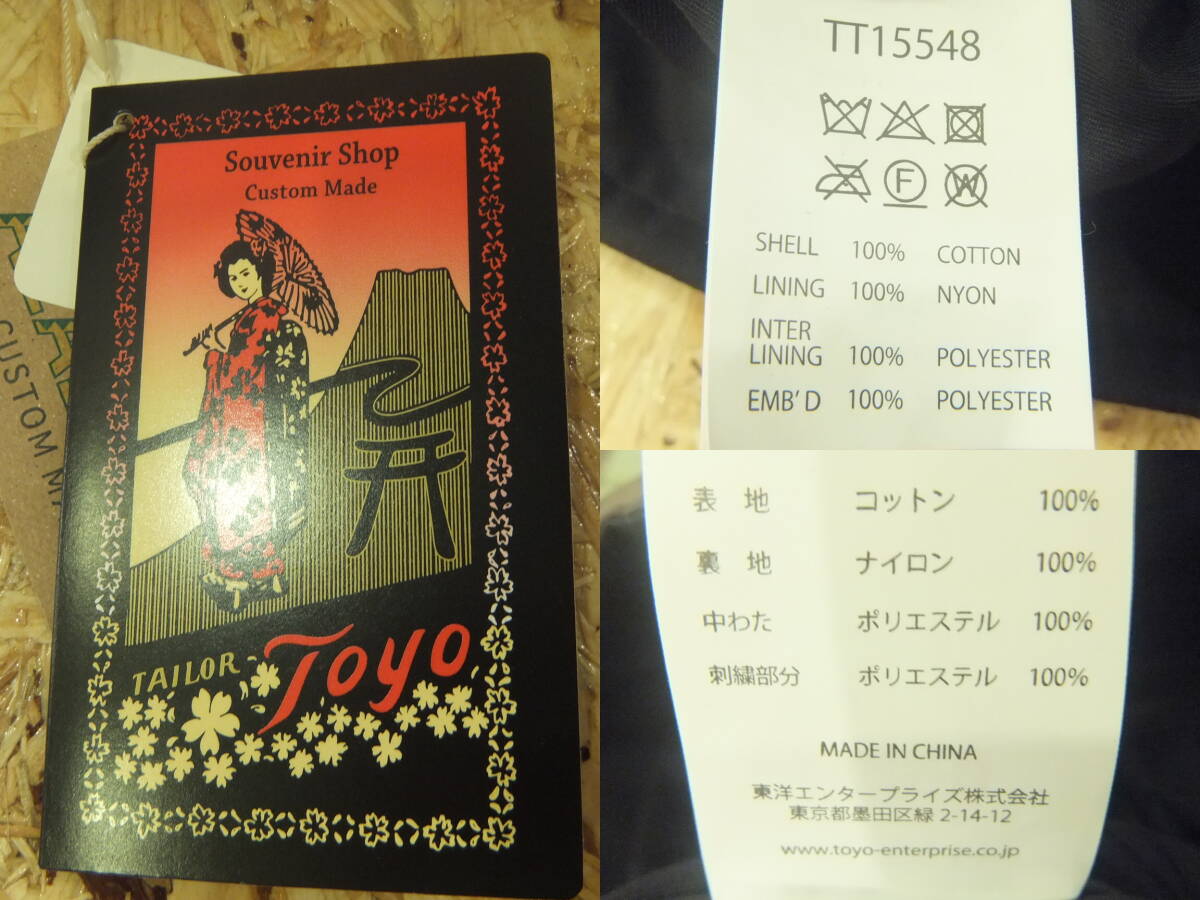 Souvenir Shop
Custom Made
TAILOR Toyo
CUSTOM M
TT15548
F
W
SHELL 100% COTTON
LINING 100% NYON
INTER
LINING 100% POLYESTER
EMB'D 100% POLYESTER
表 地 コットン 100%
裏 地 ナイロン 100%
中わた ポリエステル 100%
刺繍部分 ポリエステル 100%
MADE IN CHINA
東洋エンタープライズ株式会社
東京都墨田区緑 2-14-12
www.toyo-enterprise.co.jp